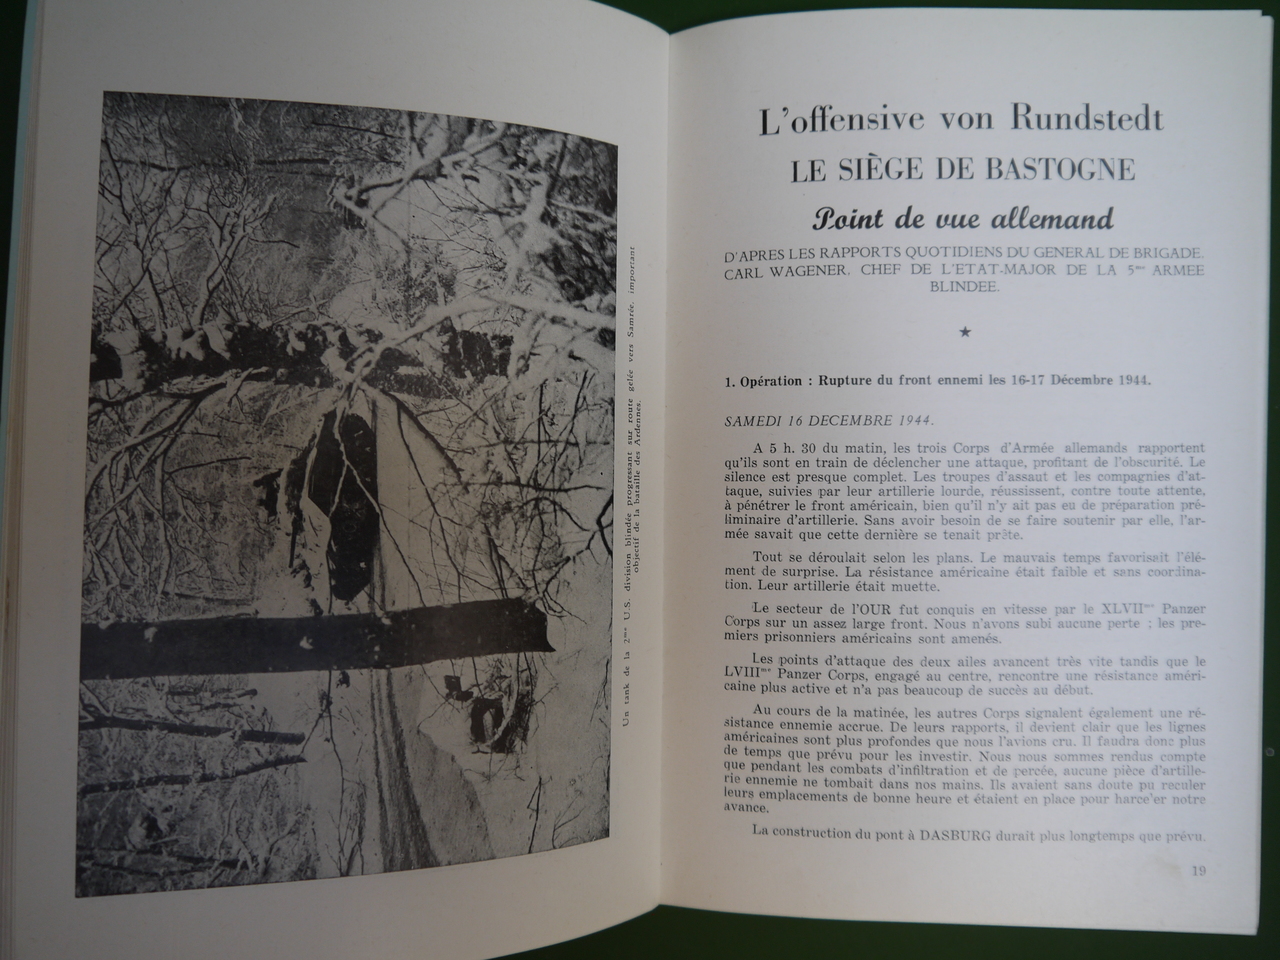 Un tank de la 2me U.S. division blindée progressant sur route gelée vers Samrée, important
objectif de la bataille des Ardennes.
L'offensive von Rundstedt
LE SIÈGE DE BASTOGNE
Point de vue allemand
D'APRES LES RAPPORTS QUOTIDIENS DU GENERAL DE BRIGADE.
CARL WAGENER, CHEF DE L'ETAT-MAJOR DE LA 5me ARMEE
BLINDEE.
★
1. Opération : Rupture du front ennemi les 16-17 Décembre 1944.
SAMEDI 16 DECEMBRE 1944.
A 5 h. 30 du matin, les trois Corps d'Armée allemands rapportent
qu'ils sont en train de déclencher une attaque, profitant de l'obscurité. Le
silence est presque complet. Les troupes d'assaut et les compagnies d'at-
taque, suivies par leur artillerie lourde, réussissent, contre toute attente,
à pénétrer le front américain, bien qu'il n'y ait pas eu de préparation pré-
liminaire d'artillerie. Sans avoir besoin de se faire soutenir par elle, l'ar-
mée savait que cette dernière se tenait prête.
Tout se déroulait selon les plans. Le mauvais temps favorisait l'élé-
ment de surprise. La résistance américaine était faible et sans coordina-
tion. Leur artillerie était muette.
Le secteur de l'OUR fut conquis en vitesse par le XLVIIme Panzer
Corps sur un assez large front. Nous n'avons subi aucune perte ; les pre-
miers prisonniers américains sont amenés.
Les points d'attaque des deux ailes avancent très vite tandis que le
LVIIIme Panzer Corps, engagé au centre, rencontre une résistance améri-
caine plus active et n'a pas beaucoup de succès au début.
Au cours de la matinée, les autres Corps signalent également une ré-
sistance ennemie accrue. De leurs rapports, il devient clair que les lignes
américaines sont plus profondes que nous l'avions cru. Il faudra donc plus
de temps que prévu pour les investir. Nous nous sommes rendus compte
que pendant les combats d'infiltration et de percée, aucune pièce d'artille-
rie ennemie ne tombait dans nos mains. Ils avaient sans doute pu reculer
leurs emplacements de bonne heure et étaient en place pour harce'er notre
avance.
La construction du pont à DASBURG durait plus longtemps que prévu.
19